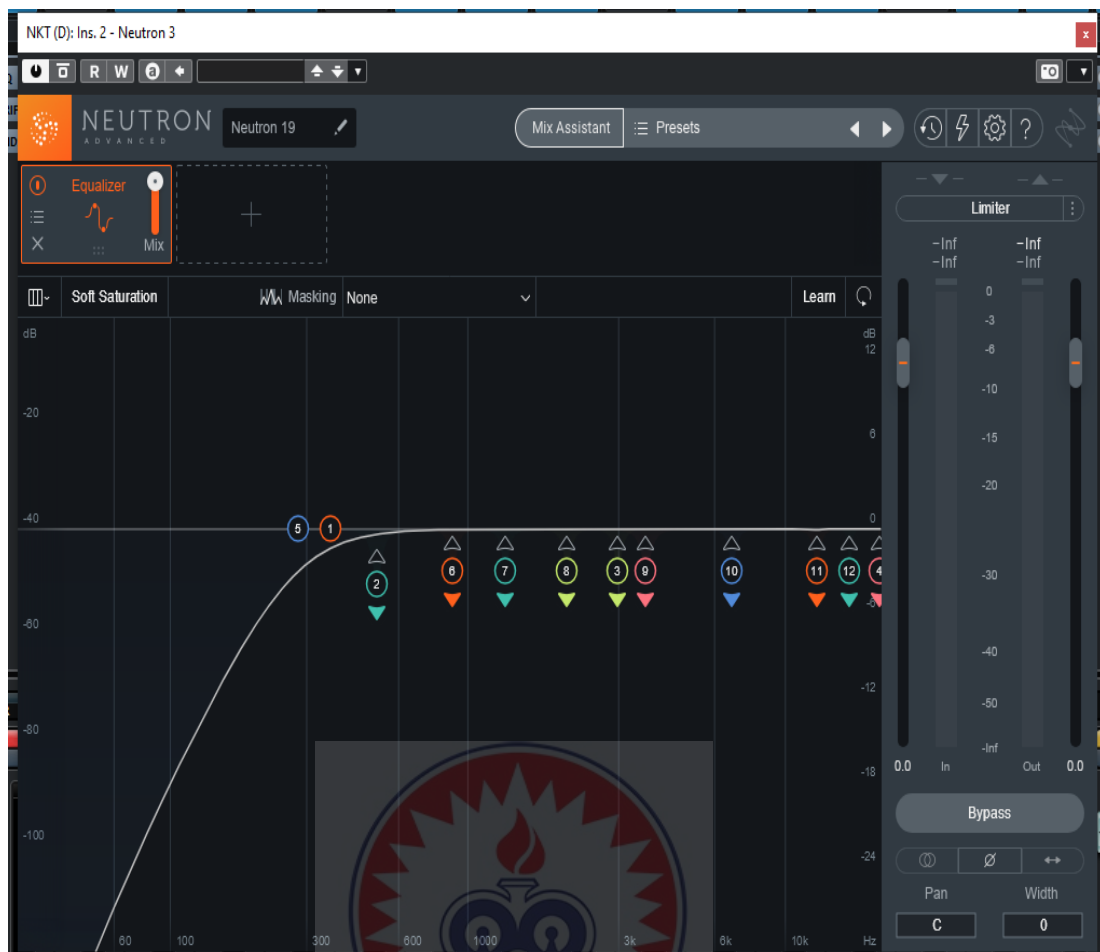 NKT (D): Ins. 2 - Neutron 3
x
R W a
NEUTRON
ADVANCED
Neutron 19
Mix Assistant
Presets
?
Equalizer
Mix
+
Limiter
-Inf -Inf
-Inf -Inf
Soft Saturation
Masking None
Learn
dB
-20
-40
-60
-80
-100
dB
12
6
0
-6
-12
-18
-24
5 1
2 6 7 8 3 9 10 11 12 4
60 100 300 600 1000 3k 6k 10k Hz
0
-3
-6
-10
-15
-20
-30
-40
-50
-Inf
0.0 In Out 0.0
Bypass
Pan Width
C 0